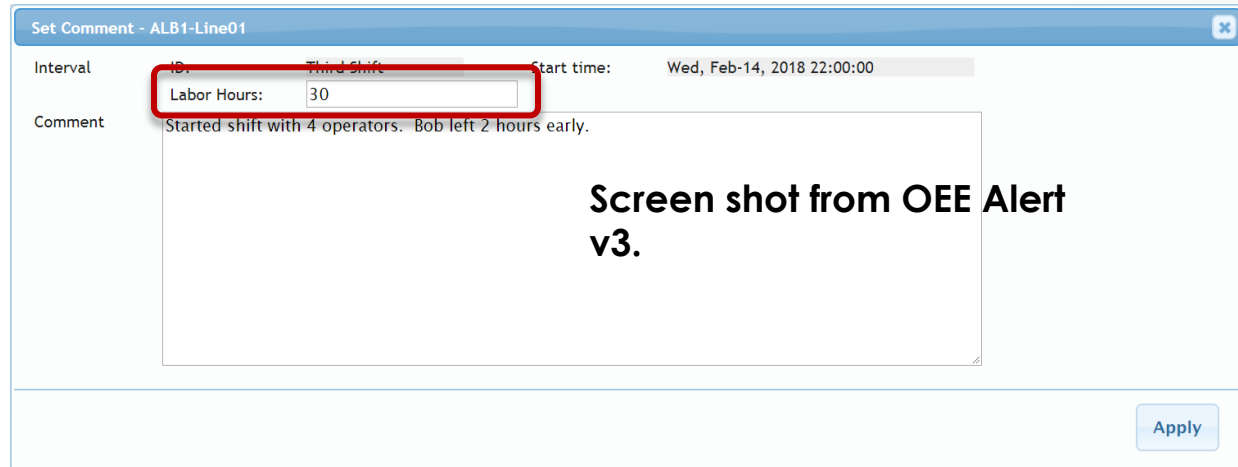 Set Comment - ALB1-Line01
Interval ID: Third Shift Start time: Wed, Feb-14, 2018 22:00:00
Labor Hours: 30
Comment Started shift with 4 operators.  Bob left 2 hours early.
Screen shot from OEE Alert
v3.
Apply